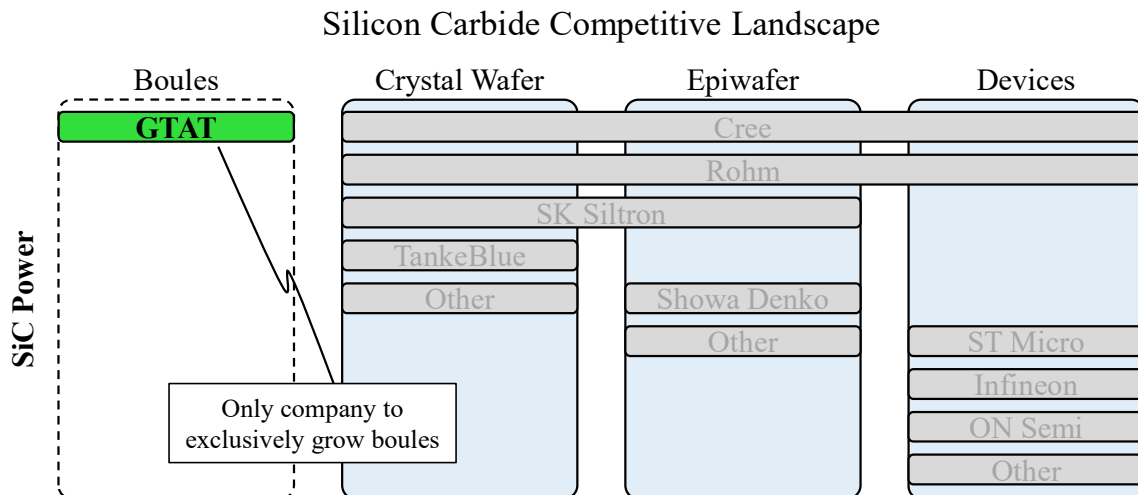 Silicon Carbide Competitive Landscape
Boules
Crystal Wafer
Epiwafer
Devices
GTAT
Cree
Rohm
SK Siltron
TankeBlue
Other
Showa Denko
Other
ST Micro
Infineon
ON Semi
Other
SiC Power
Only company to
exclusively grow boules